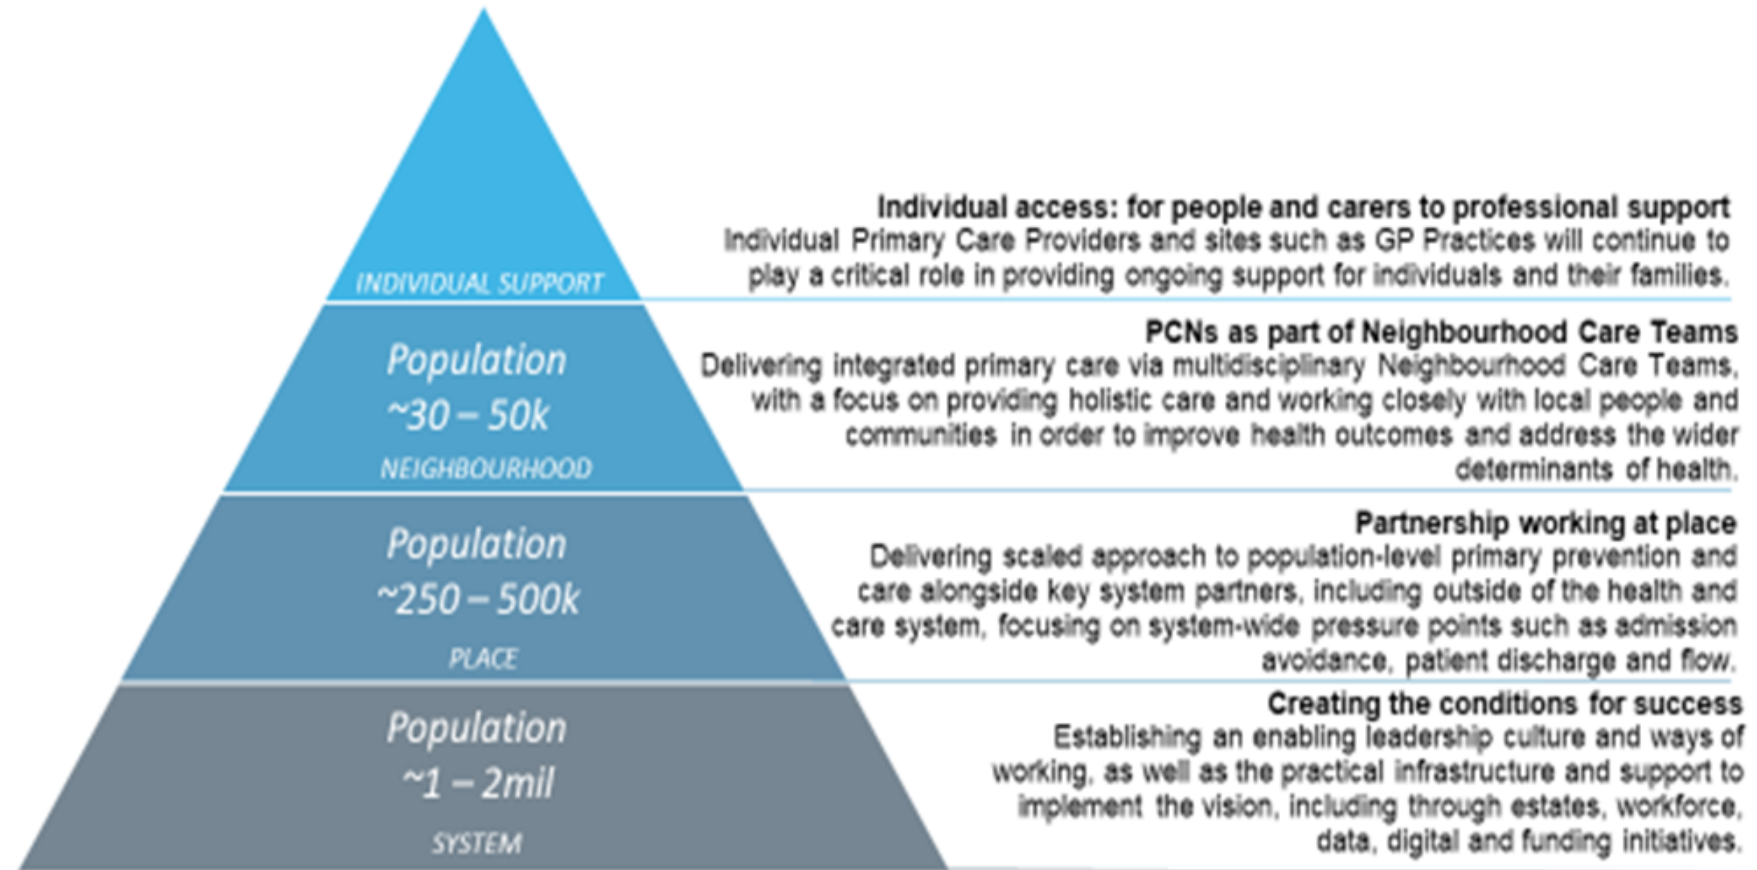 INDIVIDUAL SUPPORT
Individual access: for people and carers to professional support
Individual Primary Care Providers and sites such as GP Practices will continue to
play a critical role in providing ongoing support for individuals and their families.
Population
~30 – 50k
NEIGHBOURHOOD
PCNs as part of Neighbourhood Care Teams
Delivering integrated primary care via multidisciplinary Neighbourhood Care Teams,
with a focus on providing holistic care and working closely with local people and
communities in order to improve health outcomes and address the wider
determinants of health.
Population
~250 – 500k
PLACE
Partnership working at place
Delivering scaled approach to population-level primary prevention and
care alongside key system partners, including outside of the health and
care system, focusing on system-wide pressure points such as admission
avoidance, patient discharge and flow.
Population
~1 – 2mil
SYSTEM
Creating the conditions for success
Establishing an enabling leadership culture and ways of
working, as well as the practical infrastructure and support to
implement the vision, including through estates, workforce,
data, digital and funding initiatives.